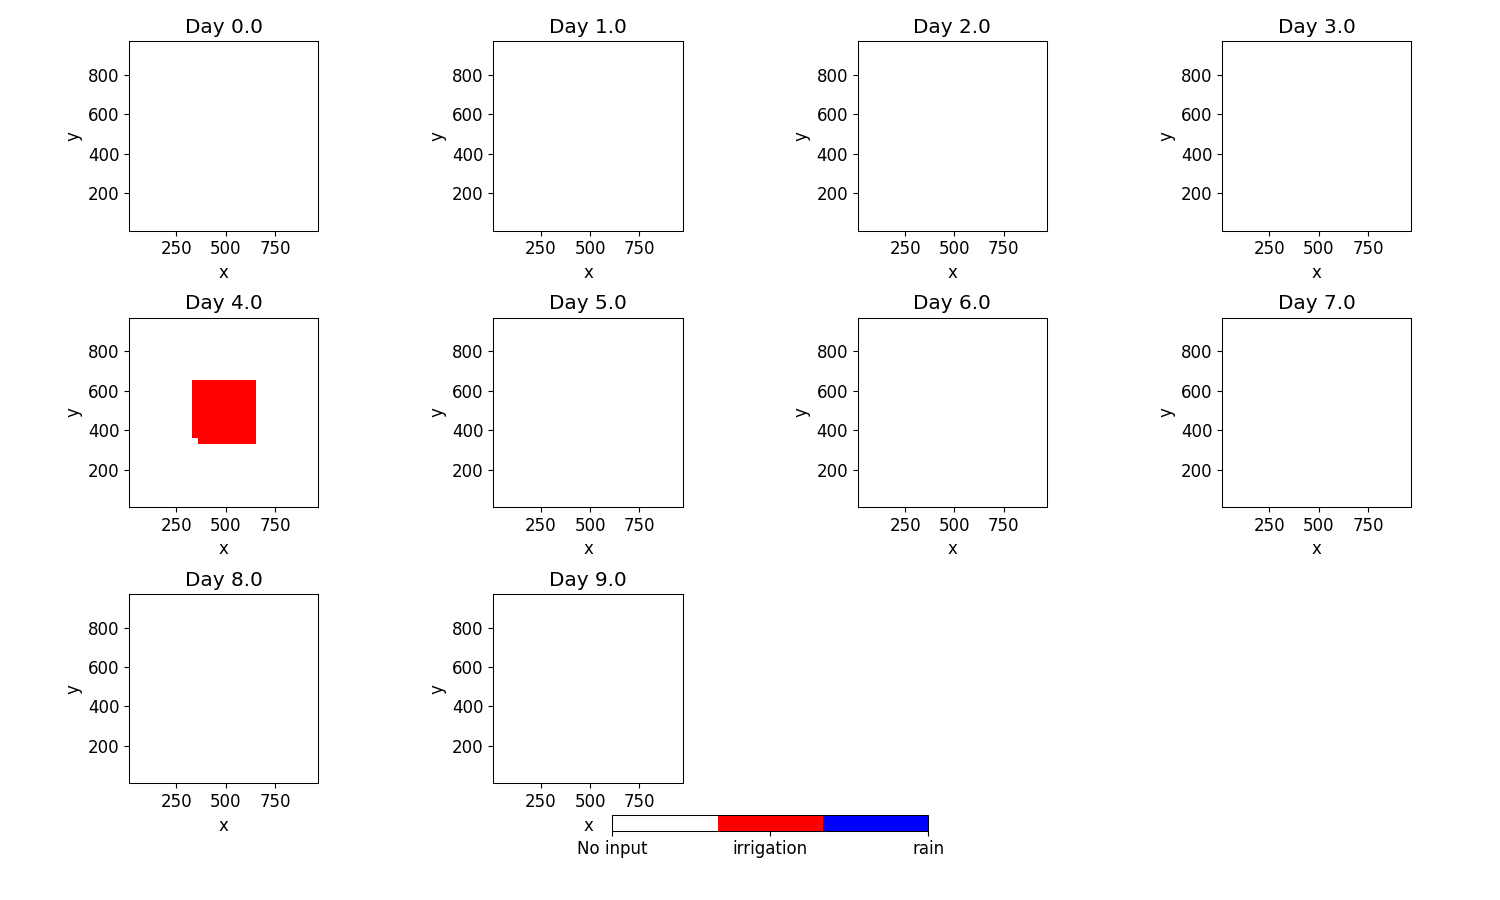 Day 0.0 Day 1.0 Day 2.0 Day 3.0
800 800 800 800
600 600 600 600
y y y y
400 400 400 400
200 200 200 200
250 500 750 250 500 750 250 500 750 250 500 750
x x x x
Day 4.0 Day 5.0 Day 6.0 Day 7.0
800 800 800 800
600 600 600 600
y y y y
400 400 400 400
200 200 200 200
250 500 750 250 500 750 250 500 750 250 500 750
x x x x
Day 8.0 Day 9.0
800 800
600 600
y y
400 400
200 200
250 500 750 250 500 750
x x
No input irrigation rain